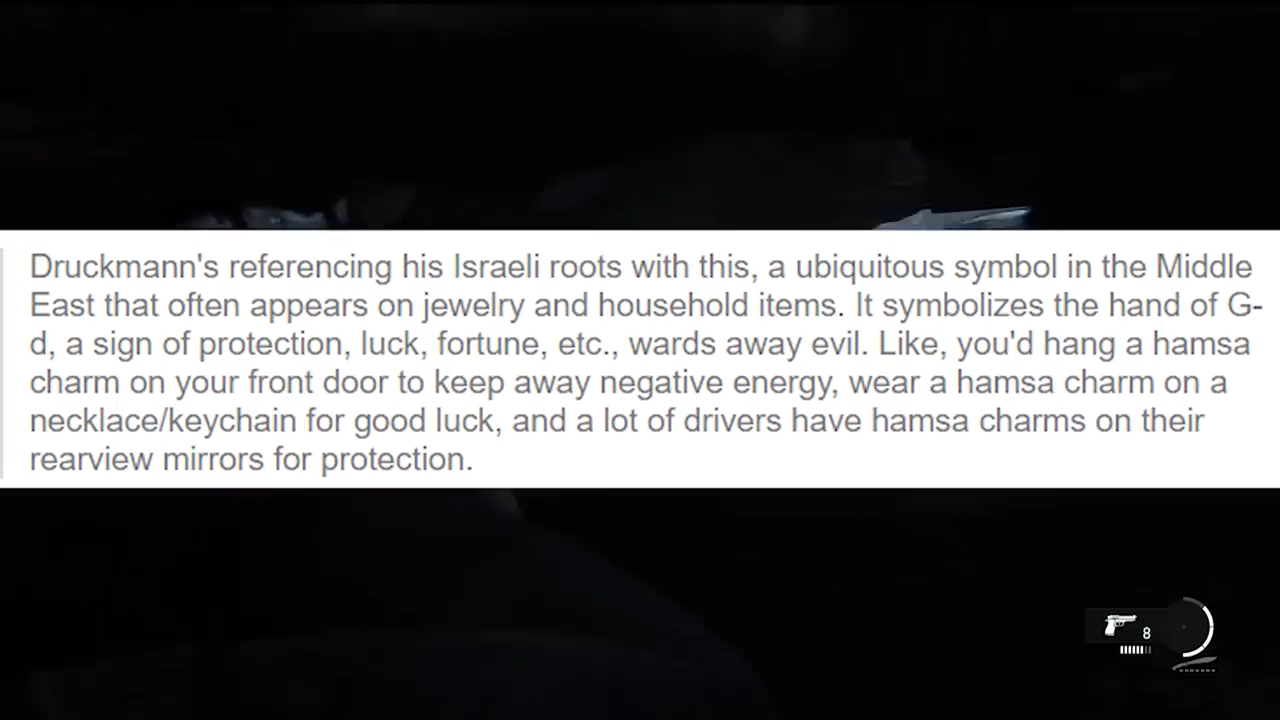 Druckmann's referencing his Israeli roots with this, a ubiquitous symbol in the Middle
East that often appears on jewelry and household items. It symbolizes the hand of G-
d, a sign of protection, luck, fortune, etc., wards away evil. Like, you'd hang a hamsa
charm on your front door to keep away negative energy, wear a hamsa charm on a
necklace/keychain for good luck, and a lot of drivers have hamsa charms on their
rearview mirrors for protection.
8